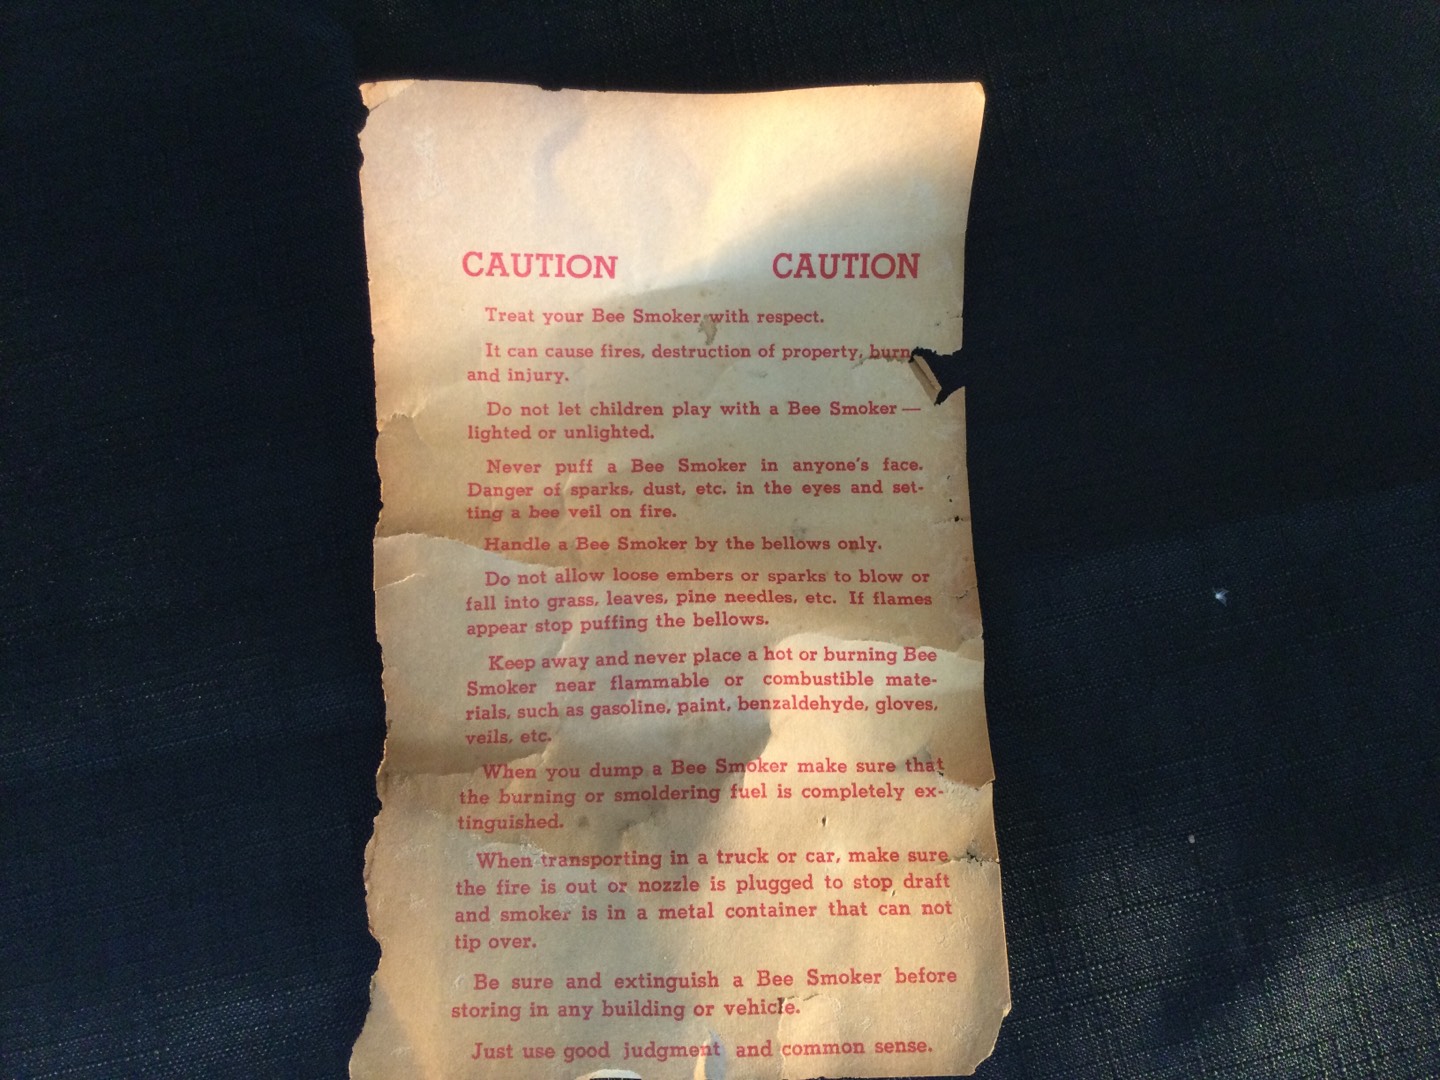 CAUTION CAUTION
Treat your Bee Smoker with respect.
It can cause fires, destruction of property, burn
and injury.
Do not let children play with a Bee Smoker —
lighted or unlighted.
Never puff a Bee Smoker in anyone's face.
Danger of sparks, dust, etc. in the eyes and set-
ting a bee veil on fire.
Handle a Bee Smoker by the bellows only.
Do not allow loose embers or sparks to blow or
fall into grass, leaves, pine needles, etc. If flames
appear stop puffing the bellows.
Keep away and never place a hot or burning Bee
Smoker near flammable or combustible mate-
rials, such as gasoline, paint, benzaldehyde, gloves,
veils, etc.
When you dump a Bee Smoker make sure that
the burning or smoldering fuel is completely ex-
tinguished.
When transporting in a truck or car, make sure
the fire is out or nozzle is plugged to stop draft
and smoker is in a metal container that can not
tip over.
Be sure and extinguish a Bee Smoker before
storing in any building or vehicle.
Just use good judgment and common sense.